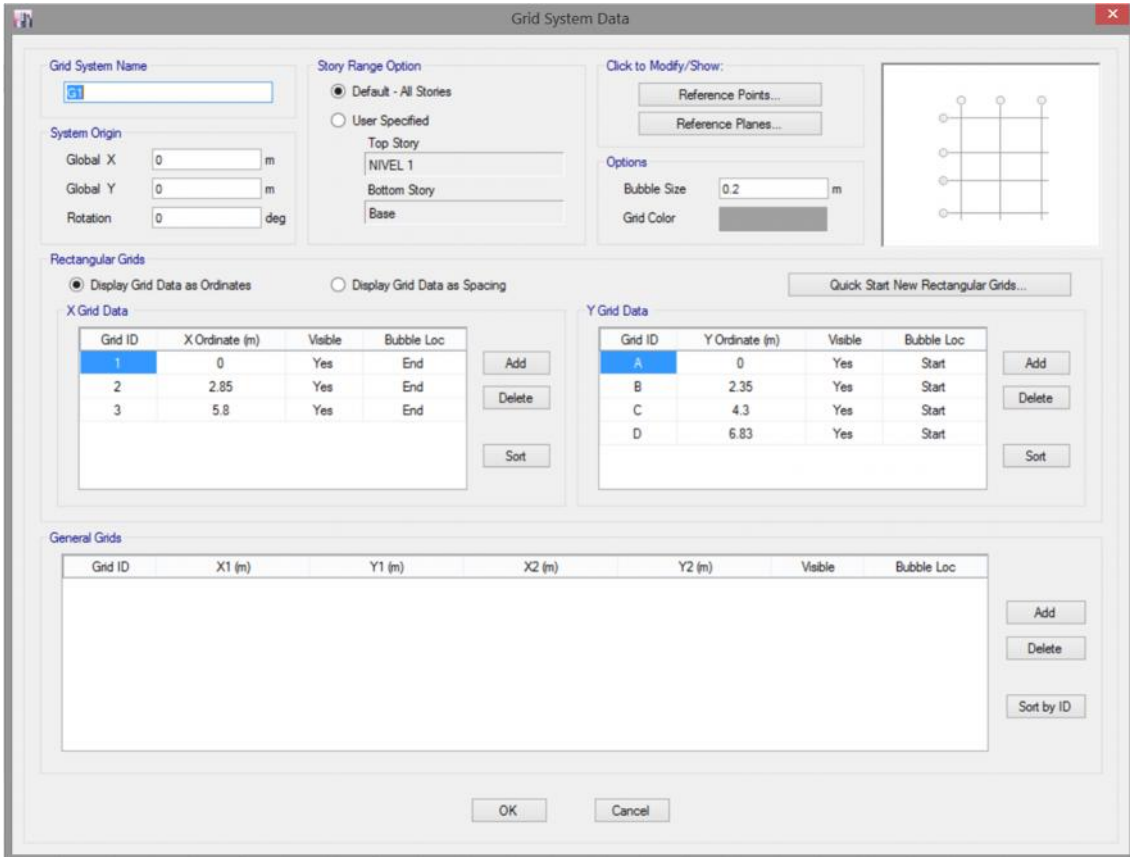 Grid System Data
Grid System Name
G1
System Origin
Global X 0 m
Global Y 0 m
Rotation 0 deg
Story Range Option
Default - All Stories
User Specified
Top Story
NIVEL 1
Bottom Story
Base
Click to Modify/Show:
Reference Points...
Reference Planes...
Options
Bubble Size 0.2 m
Grid Color
Rectangular Grids
Display Grid Data as Ordinates Display Grid Data as Spacing Quick Start New Rectangular Grids...
X Grid Data
Grid ID X Ordinate (m) Visible Bubble Loc
1 0 Yes End
2 2.85 Yes End
3 5.8 Yes End
Add
Delete
Sort
Y Grid Data
Grid ID Y Ordinate (m) Visible Bubble Loc
A 0 Yes Start
B 2.35 Yes Start
C 4.3 Yes Start
D 6.83 Yes Start
Add
Delete
Sort
General Grids
Grid ID X1 (m) Y1 (m) X2 (m) Y2 (m) Visible Bubble Loc
Add
Delete
Sort by ID
OK Cancel